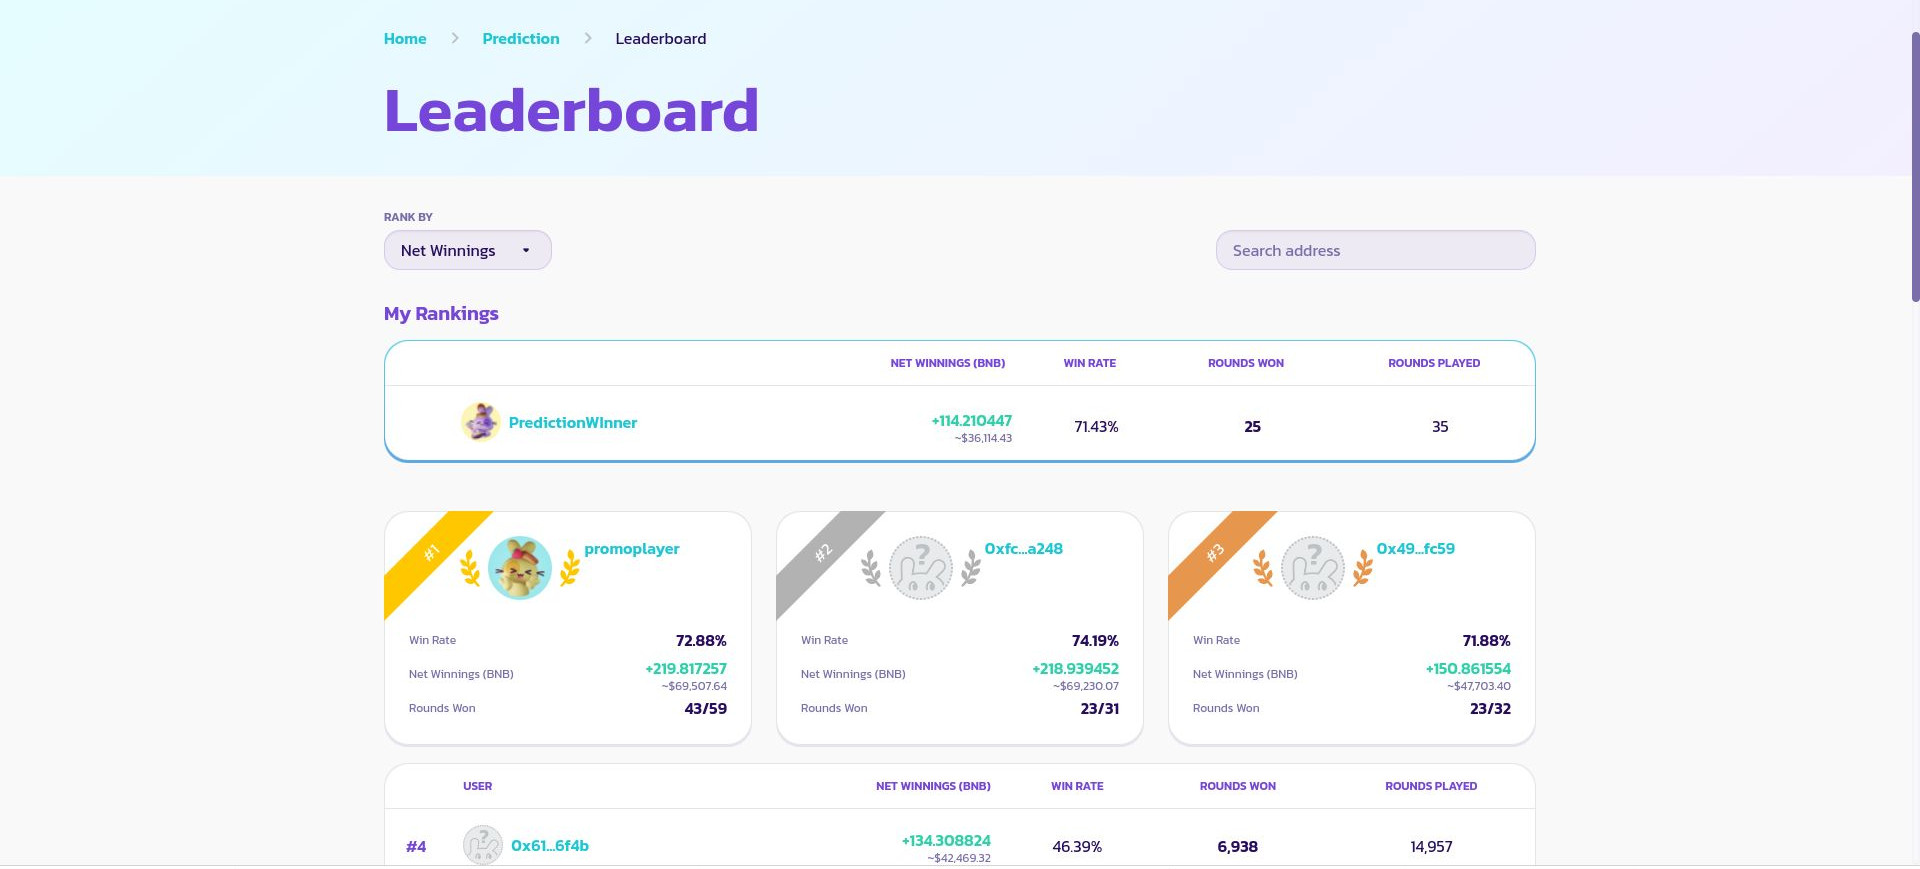 Home > Prediction > Leaderboard
Leaderboard
RANK BY
Net Winnings
Search address
My Rankings
NET WINNINGS (BNB) WIN RATE ROUNDS WON ROUNDS PLAYED
PredictionWInner +114.210447 71.43% 25 35
~$36,114.43
#1 promoplayer
Win Rate 72.88%
Net Winnings (BNB) +219.817257
~$69,507.64
Rounds Won 43/59
#2 0xfc...a248
Win Rate 74.19%
Net Winnings (BNB) +218.939452
~$69,230.07
Rounds Won 23/31
#3 0x49...fc59
Win Rate 71.88%
Net Winnings (BNB) +150.861554
~$47,703.40
Rounds Won 23/32
USER NET WINNINGS (BNB) WIN RATE ROUNDS WON ROUNDS PLAYED
#4 0x61...6f4b +134.308824 46.39% 6,938 14,957
~$42,469.32